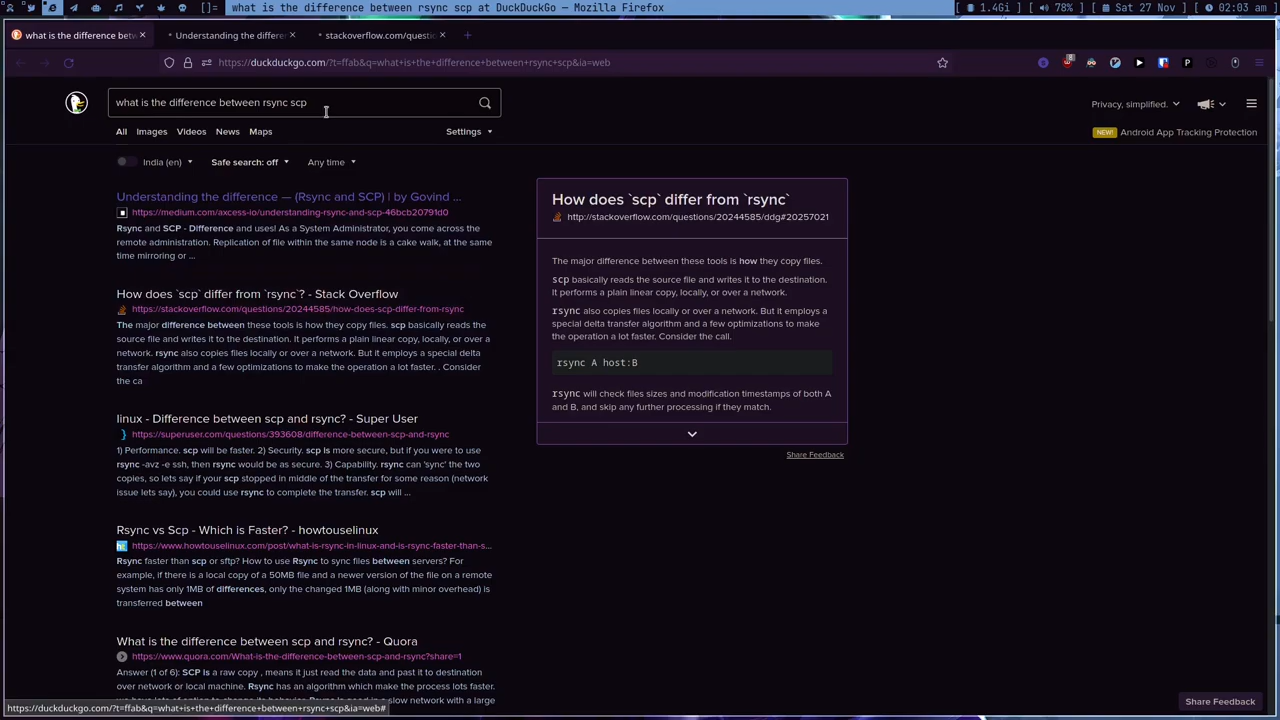 []= what is the difference between rsync scp at DuckDuckGo — Mozilla Firefox [ 1.4Gi ] [ 78% ] [ Sat 27 Nov ] [ 02:03 am ]
what is the difference betw × Understanding the differe × stackoverflow.com/questi × +
https://duckduckgo.com/?t=ffab&q=what+is+the+difference+between+rsync+scp&ia=web
what is the difference between rsync scp
Privacy, simplified.
All Images Videos News Maps Settings
NEW! Android App Tracking Protection
India (en) Safe search: off Any time
Understanding the difference — (Rsync and SCP) | by Govind ...
https://medium.com/axcess-io/understanding-rsync-and-scp-46bcb20791d0
Rsync and SCP - Difference and uses! As a System Administrator, you come across the
remote administration. Replication of file within the same node is a cake walk, at the same
time mirroring or ...
How does `scp` differ from `rsync`? - Stack Overflow
https://stackoverflow.com/questions/20244585/how-does-scp-differ-from-rsync
The major difference between these tools is how they copy files. scp basically reads the
source file and writes it to the destination. It performs a plain linear copy, locally, or over a
network. rsync also copies files locally or over a network. But it employs a special delta
transfer algorithm and a few optimizations to make the operation a lot faster. . Consider
the ca
linux - Difference between scp and rsync? - Super User
https://superuser.com/questions/393608/difference-between-scp-and-rsync
1) Performance. scp will be faster. 2) Security. scp is more secure, but if you were to use
rsync -avz -e ssh, then rsync would be as secure. 3) Capability. rsync can 'sync' the two
copies, so lets say if your scp stopped in middle of the transfer for some reason (network
issue lets say), you could use rsync to complete the transfer. scp will ...
Rsync vs Scp - Which is Faster? - howtouselinux
https://www.howtouselinux.com/post/what-is-rsync-in-linux-and-is-rsync-faster-than-s...
Rsync faster than scp or sftp? How to use Rsync to sync files between servers? For
example, if there is a local copy of a 50MB file and a newer version of the file on a remote
system has only 1MB of differences, only the changed 1MB (along with minor overhead) is
transferred between
What is the difference between scp and rsync? - Quora
https://www.quora.com/What-is-the-difference-between-scp-and-rsync?share=1
Answer (1 of 6): SCP is a raw copy , means it just read the data and past it to destination
over network or local machine. Rsync has an algorithm which make the process lots faster.
How does `scp` differ from `rsync`
http://stackoverflow.com/questions/20244585/ddg#20257021
The major difference between these tools is how they copy files.
scp basically reads the source file and writes it to the destination.
It performs a plain linear copy, locally, or over a network.
rsync also copies files locally or over a network. But it employs a
special delta transfer algorithm and a few optimizations to make
the operation a lot faster. Consider the call.
rsync A host:B
rsync will check files sizes and modification timestamps of both A
and B, and skip any further processing if they match.
Share Feedback
Share Feedback
https://duckduckgo.com/?t=ffab&q=what+is+the+difference+between+rsync+scp&ia=web#